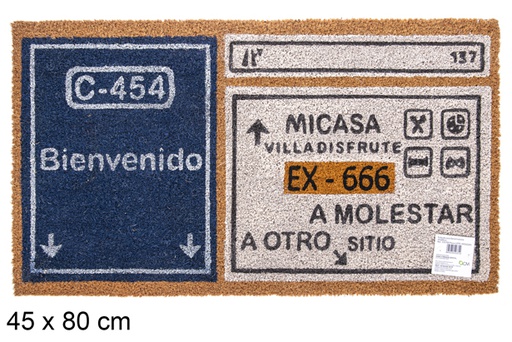 C-454
Bienvenido
137
MICASA
VILLADISFRUTE
EX - 666
A MOLESTAR
A OTRO SITIO
45 x 80 cm